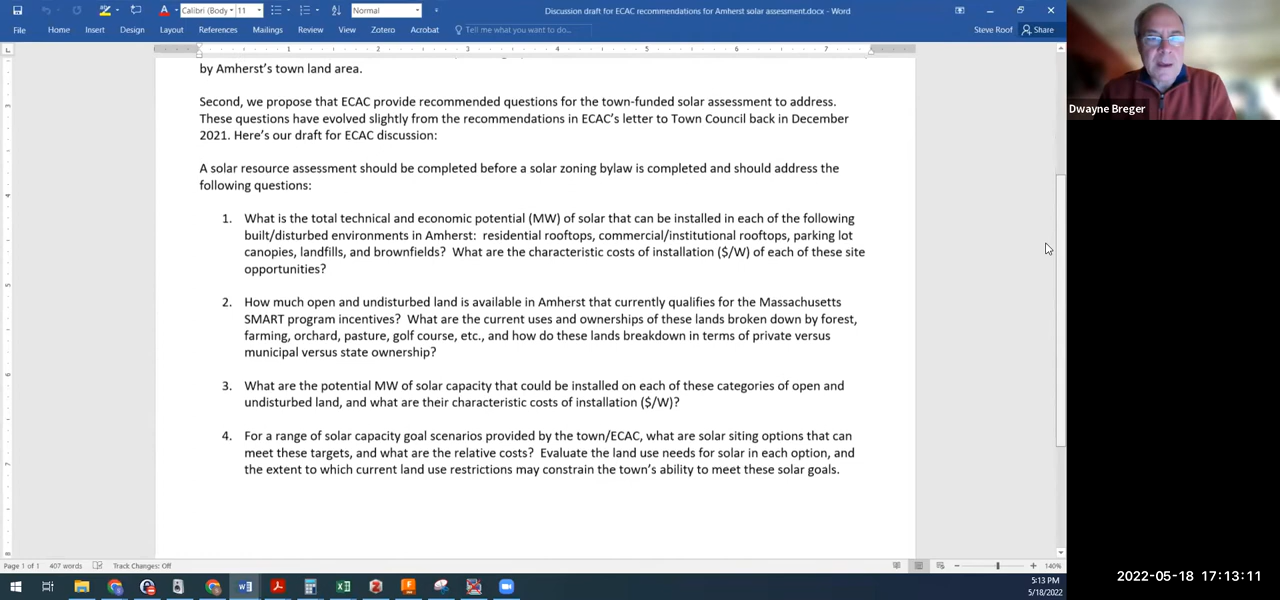 Calibri (Body
11
Normal
Discussion draft for ECAC recommendations for Amherst solar assessment.docx - Word
File
Home
Insert
Design
Layout
References
Mailings
Review
View
Zotero
Acrobat
Tell me what you want to do...
Steve Roof
Share
1 2 3 4 5 6 7
by Amherst's town land area.
Second, we propose that ECAC provide recommended questions for the town-funded solar assessment to address.
These questions have evolved slightly from the recommendations in ECAC's letter to Town Council back in December
2021. Here's our draft for ECAC discussion:
A solar resource assessment should be completed before a solar zoning bylaw is completed and should address the
following questions:
1. What is the total technical and economic potential (MW) of solar that can be installed in each of the following
built/disturbed environments in Amherst: residential rooftops, commercial/institutional rooftops, parking lot
canopies, landfills, and brownfields? What are the characteristic costs of installation ($/W) of each of these site
opportunities?
2. How much open and undisturbed land is available in Amherst that currently qualifies for the Massachusetts
SMART program incentives? What are the current uses and ownerships of these lands broken down by forest,
farming, orchard, pasture, golf course, etc., and how do these lands breakdown in terms of private versus
municipal versus state ownership?
3. What are the potential MW of solar capacity that could be installed on each of these categories of open and
undisturbed land, and what are their characteristic costs of installation ($/W)?
4. For a range of solar capacity goal scenarios provided by the town/ECAC, what are solar siting options that can
meet these targets, and what are the relative costs? Evaluate the land use needs for solar in each option, and
the extent to which current land use restrictions may constrain the town's ability to meet these solar goals.
Page 1 of 1
407 words
Track Changes: Off
140%
5:13 PM
5/18/2022
Dwayne Breger
2022-05-18 17:13:11